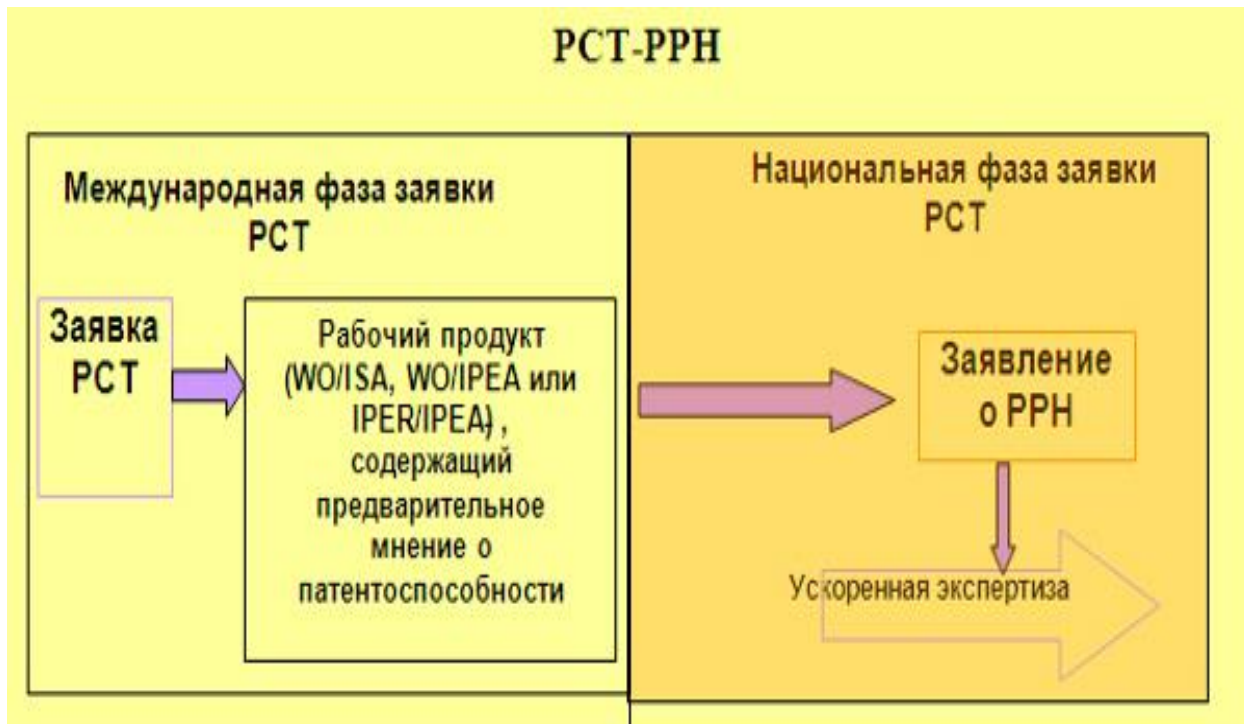 PCT-PPH
Международная фаза заявки
PCT
Заявка
PCT
Рабочий продукт
(WO/ISA, WO/IPEA или
IPER/IPEA) ,
содержащий
предварительное
мнение о
патентоспособности
Национальная фаза заявки
PCT
Заявление
о PPH
Ускоренная экспертиза